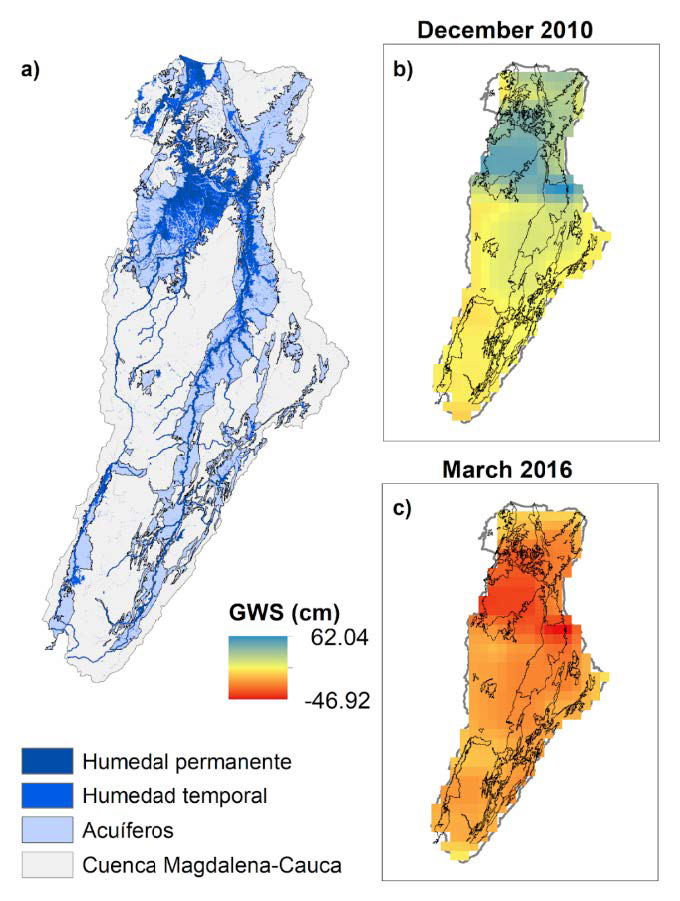 a)
December 2010
b)
March 2016
c)
GWS (cm)
62.04
-46.92
Humedal permanente
Humedad temporal
Acuíferos
Cuenca Magdalena-Cauca